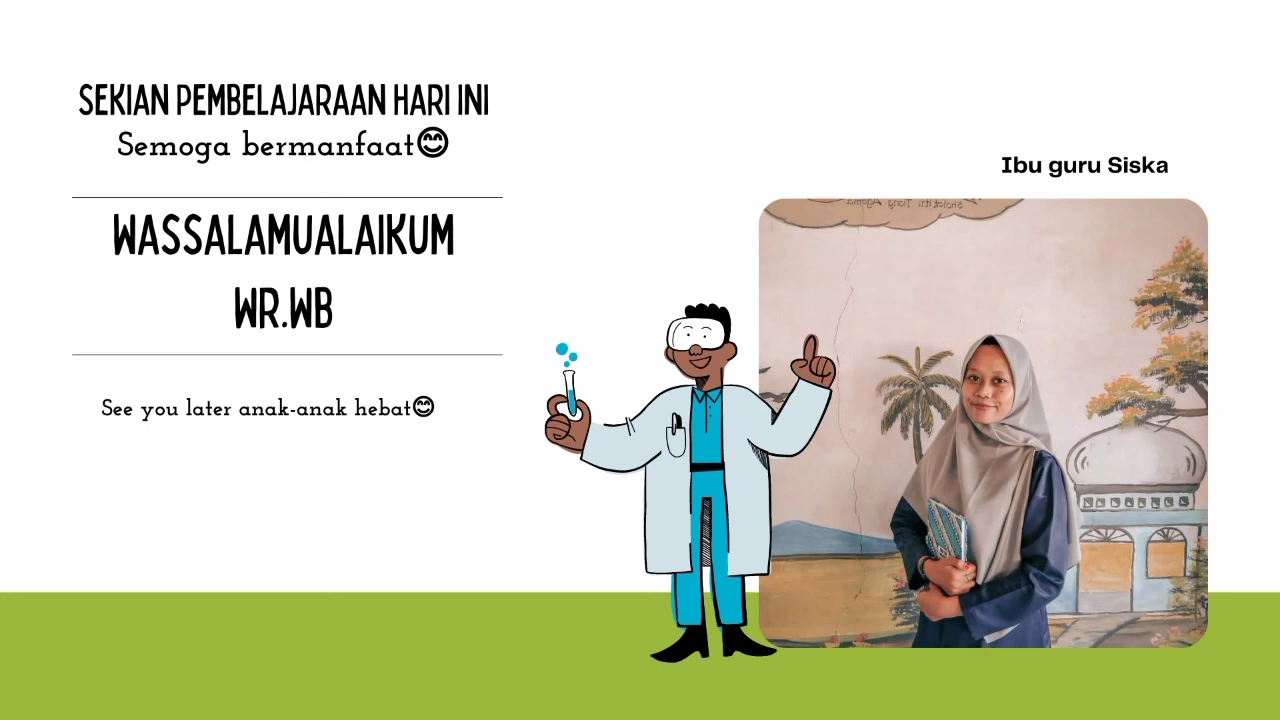 SEKIAN PEMBELAJARAAN HARI INI
Semoga bermanfaat😊
WASSALAMUALAIKUM
WR.WB
See you later anak-anak hebat😊
Ibu guru Siska